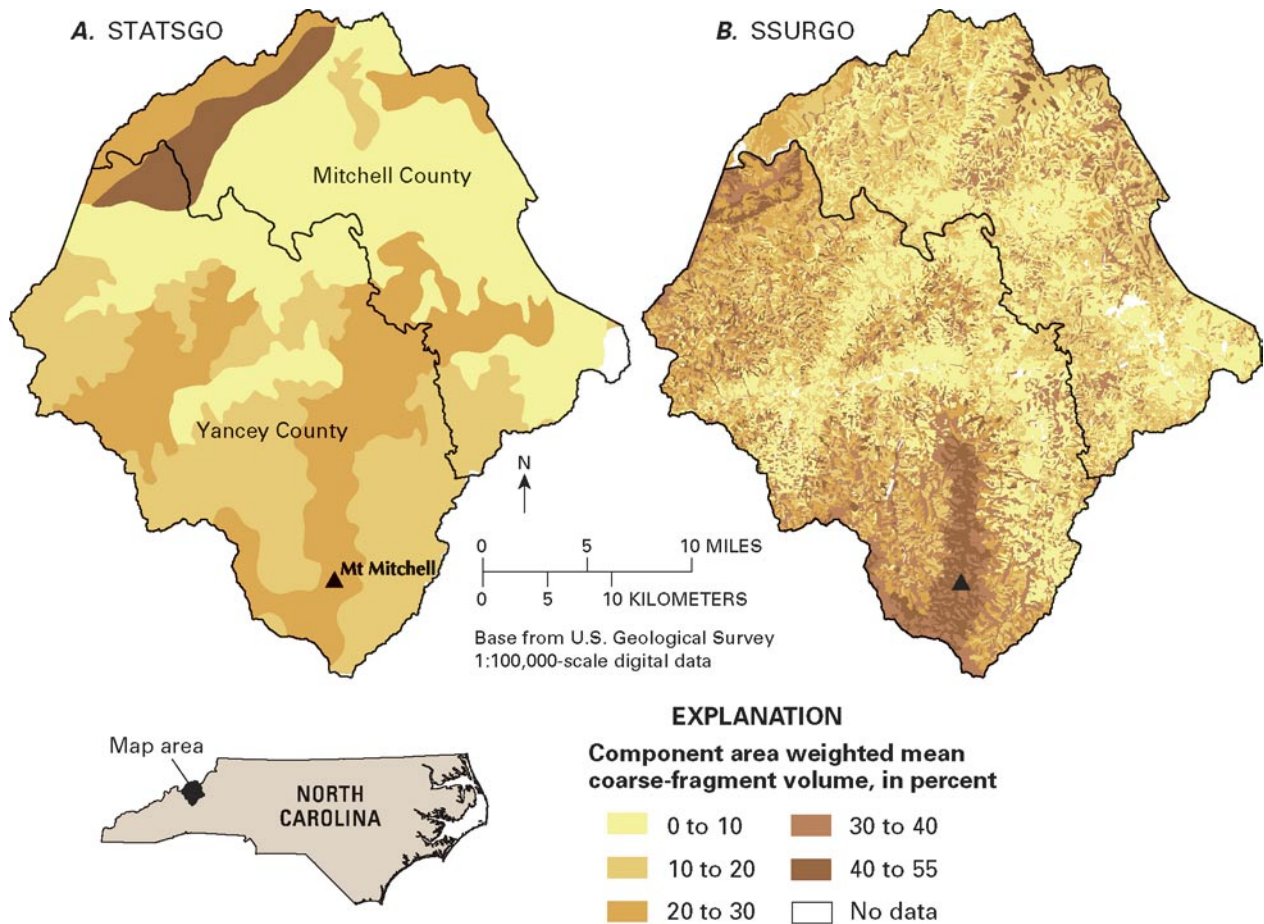 A. STATSGO
B. SSURGO
Mitchell County
Yancey County
Mt Mitchell
N
0 5 10 MILES
0 5 10 KILOMETERS
Base from U.S. Geological Survey
1:100,000-scale digital data
Map area
NORTH
CAROLINA
EXPLANATION
Component area weighted mean
coarse-fragment volume, in percent
0 to 10
10 to 20
20 to 30
30 to 40
40 to 55
No data